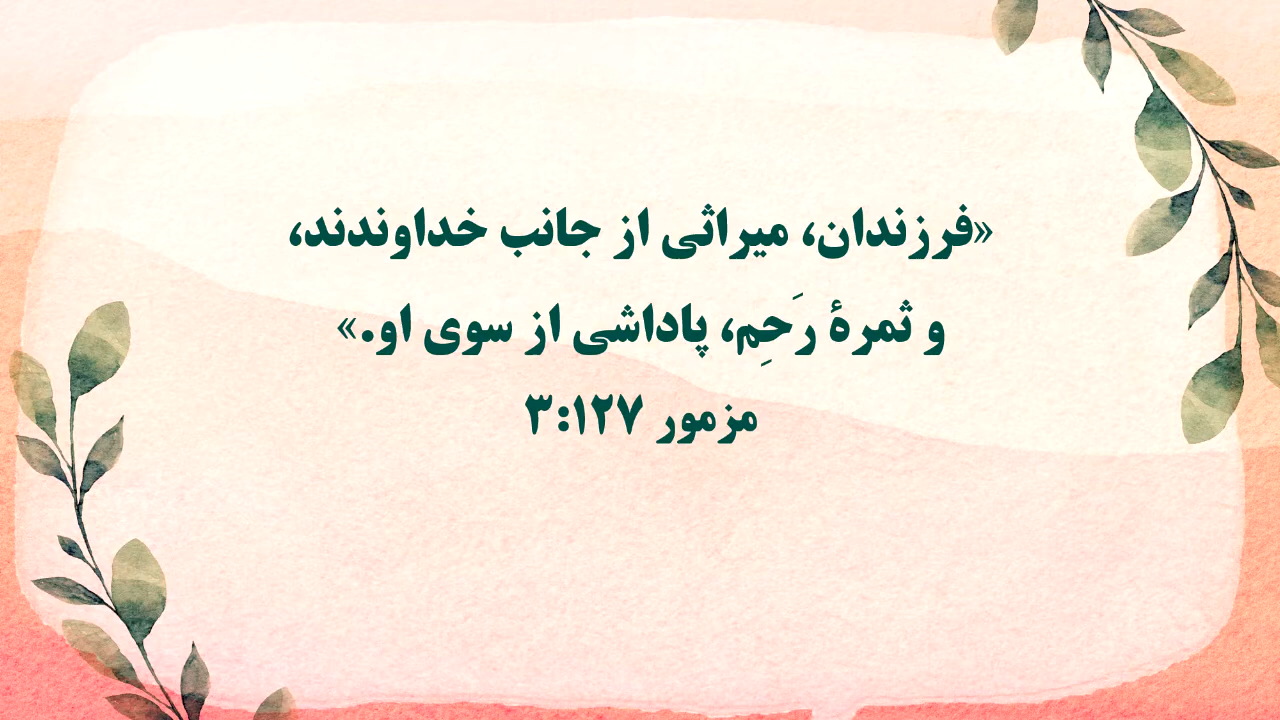 «فرزندان، میراثی از جانب خداوندند،
و ثمرهٔ رَحِم، پاداشی از سوی او.»
مزمور ۳:۱۲۷